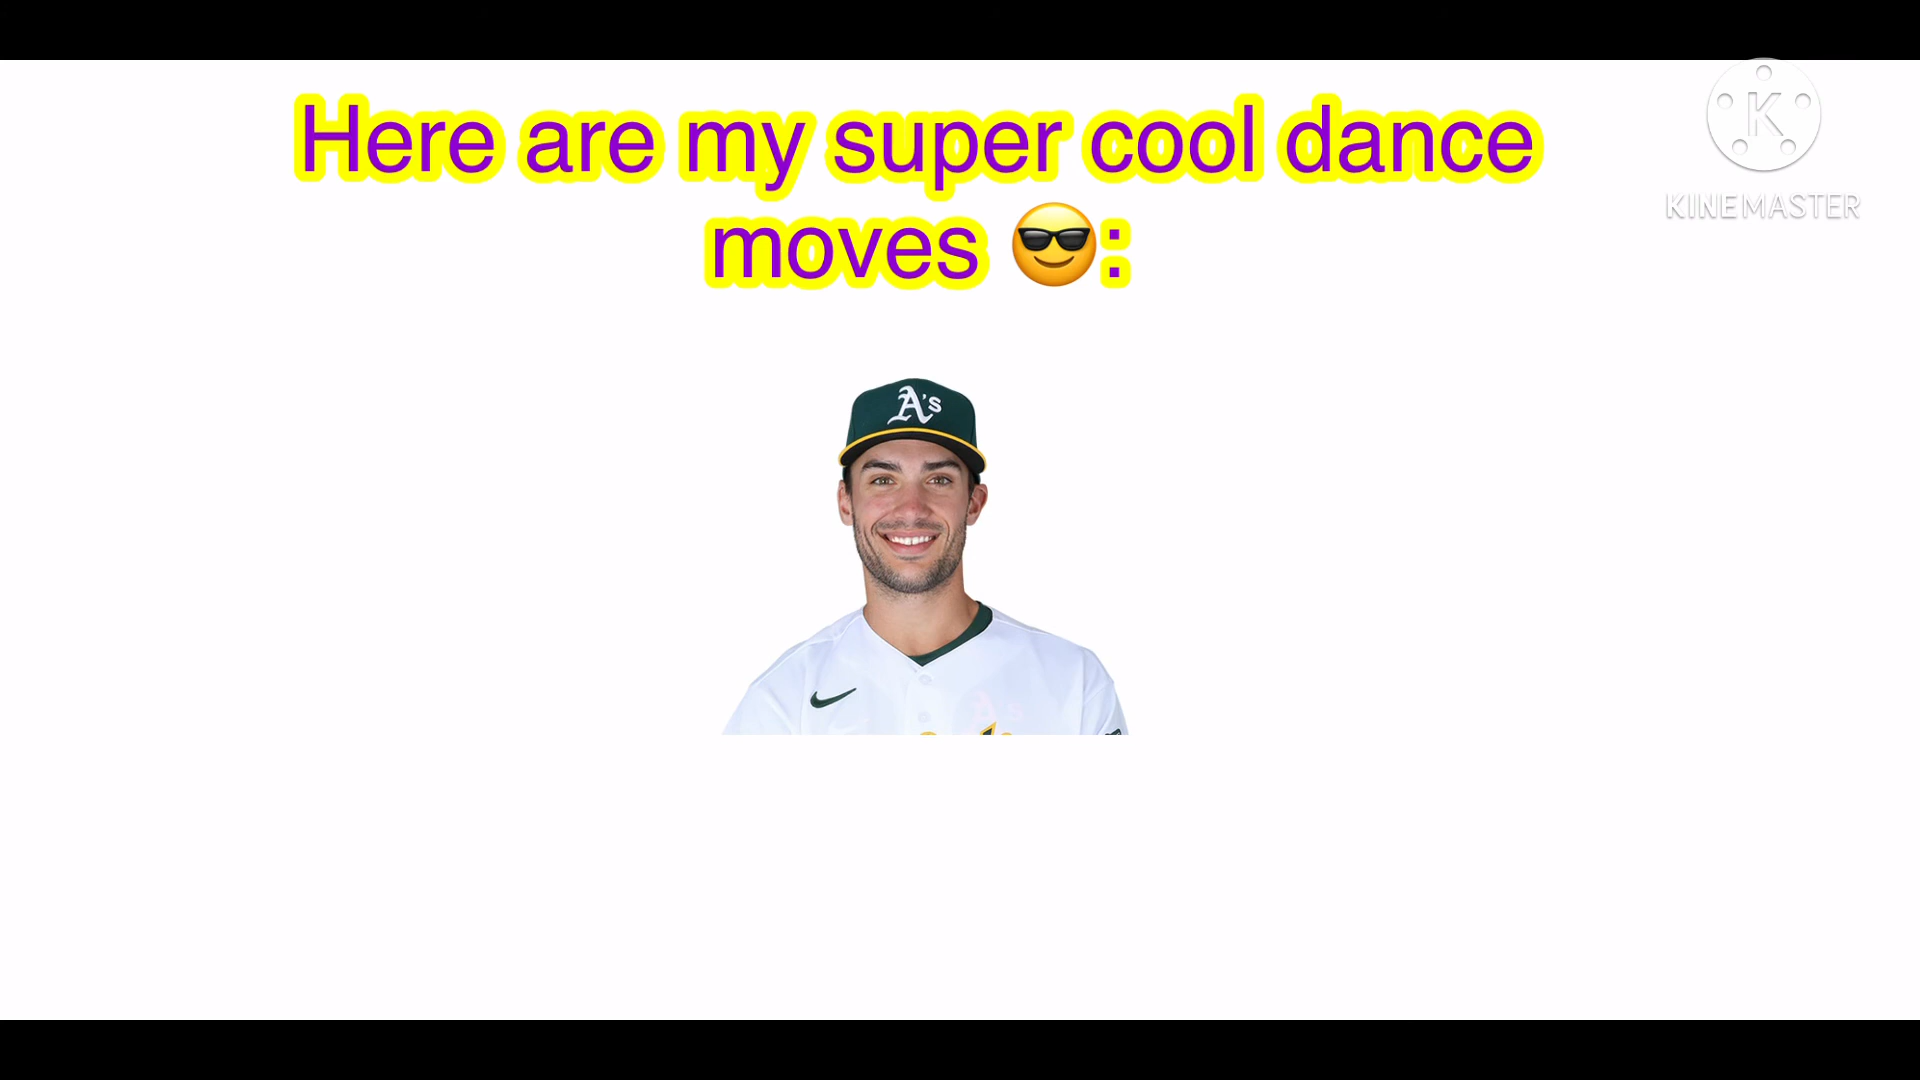 Here are my super cool dance
moves 😎:
K
KINEMASTER
A's